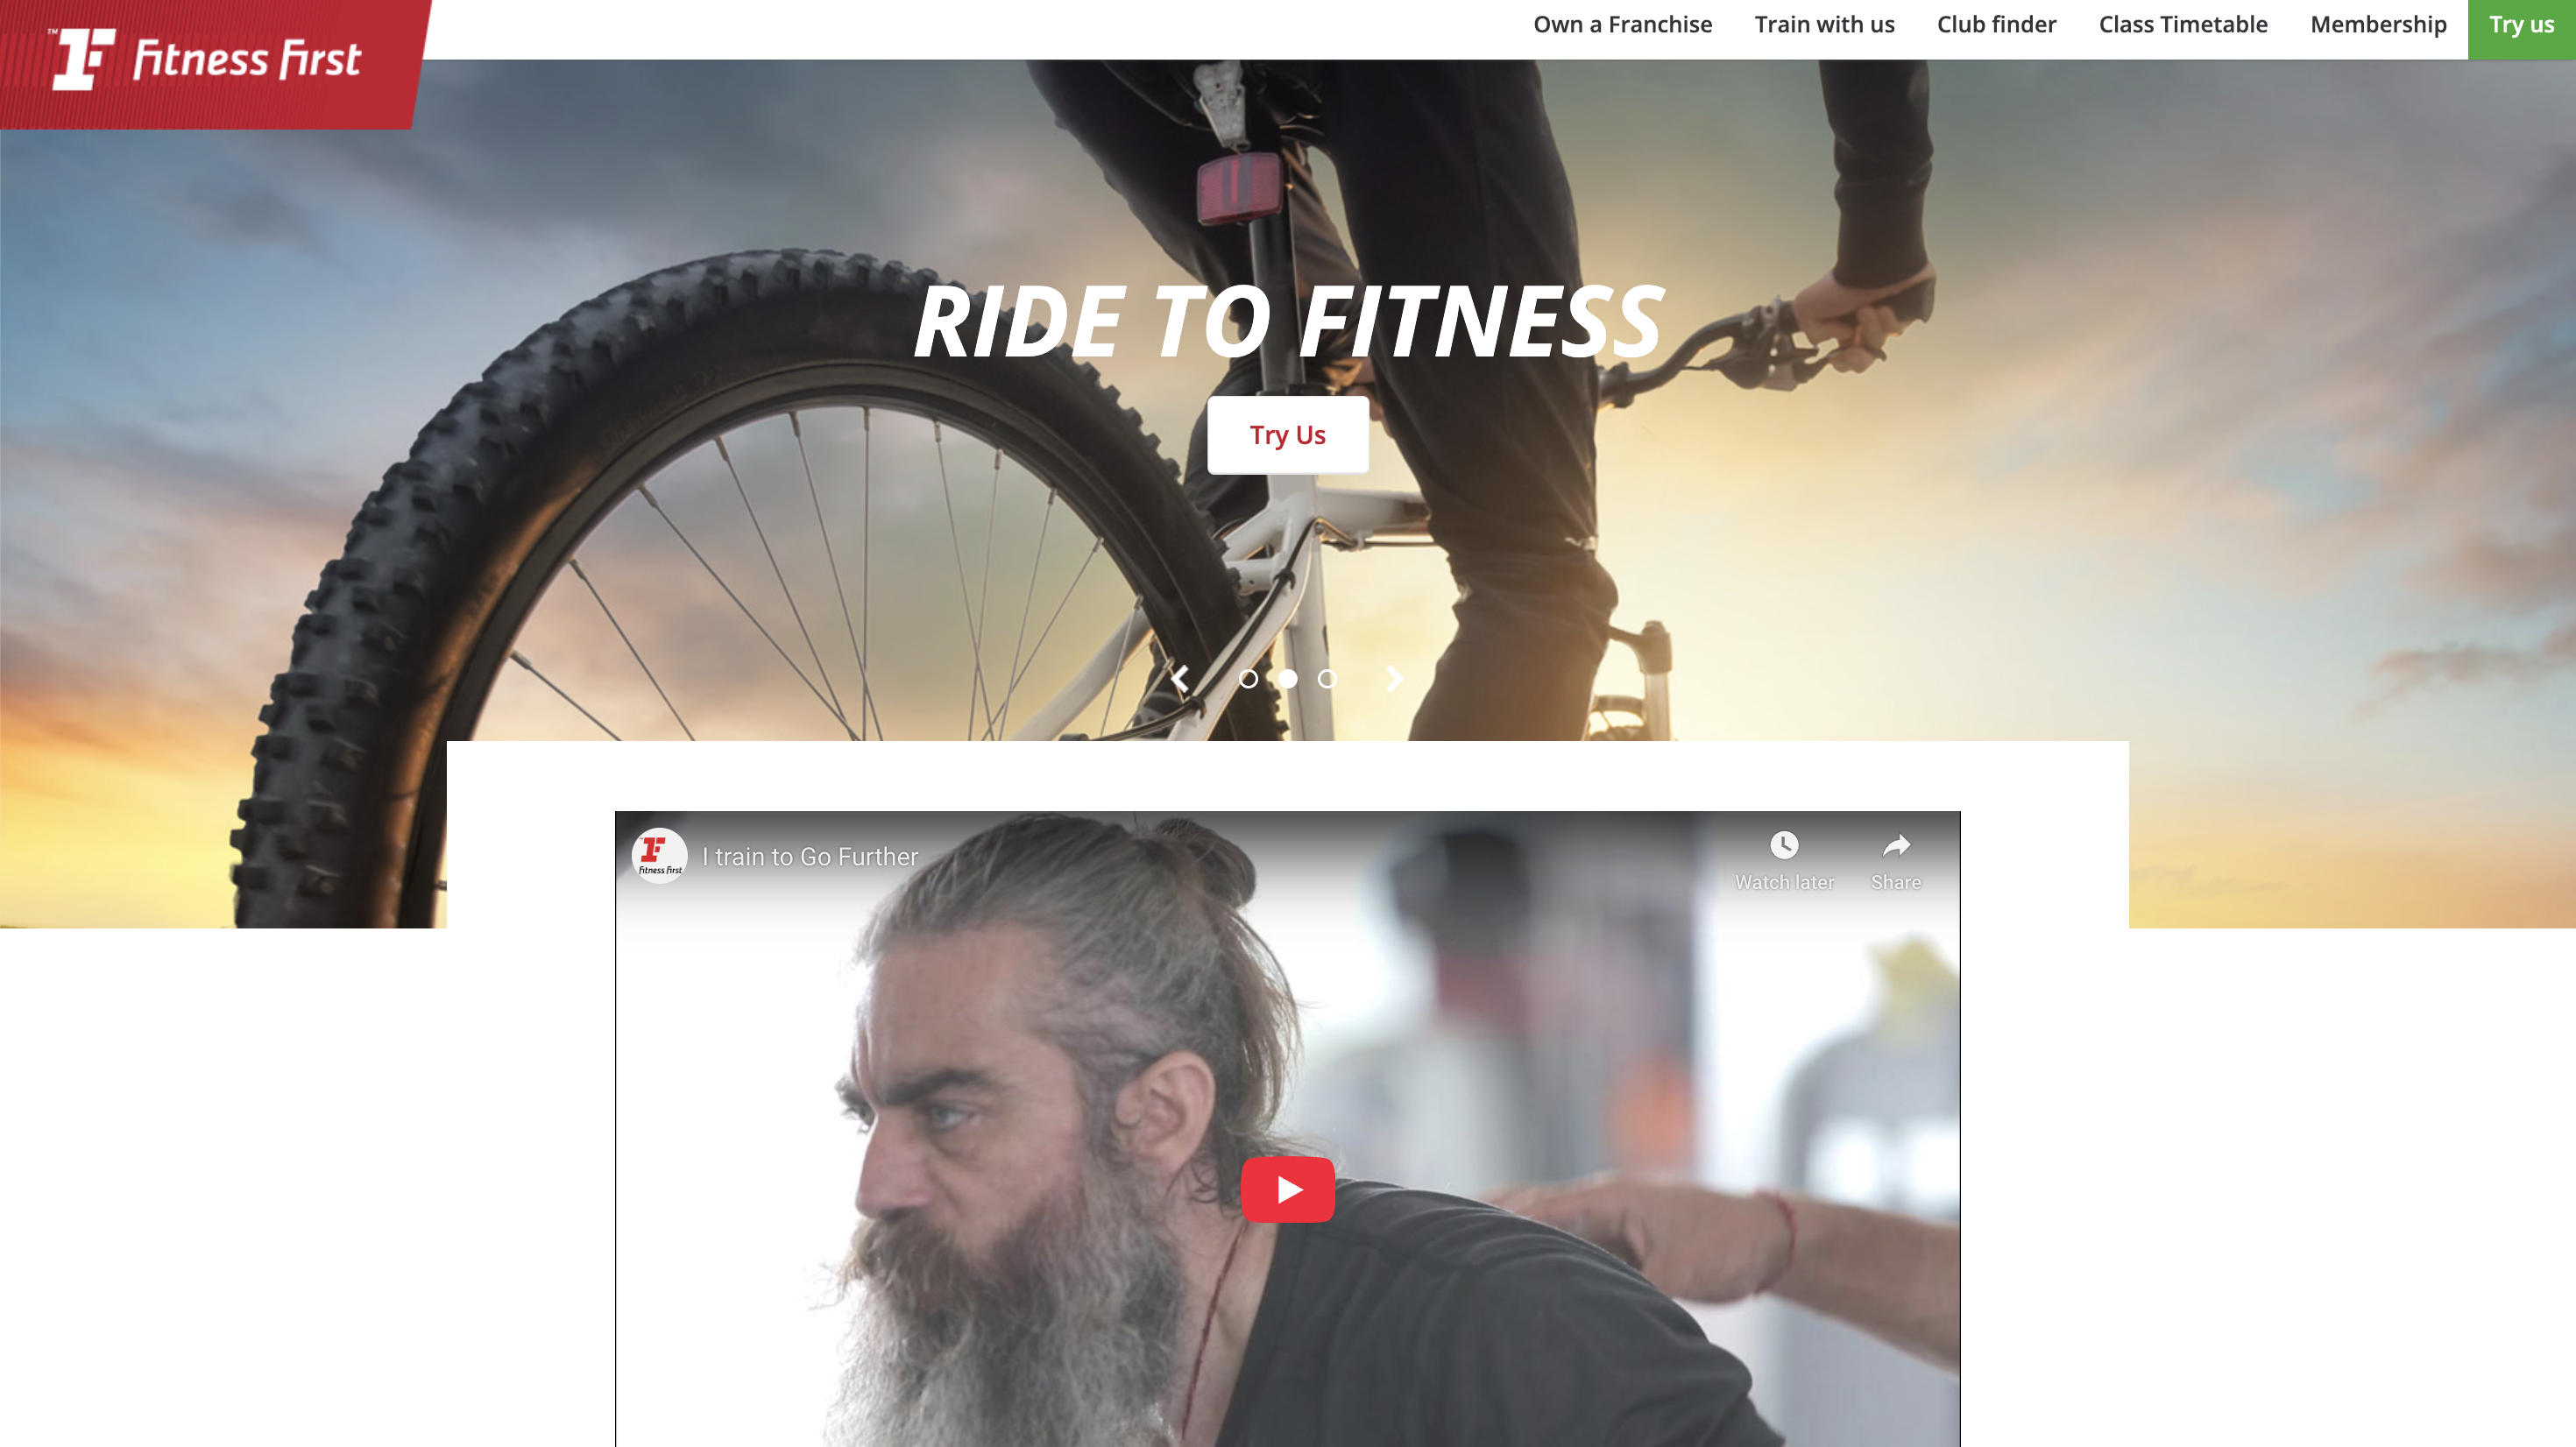 ™ Fitness First
Own a Franchise
Train with us
Club finder
Class Timetable
Membership
Try us
RIDE TO FITNESS
Try Us
Fitness First
I train to Go Further
Watch later
Share